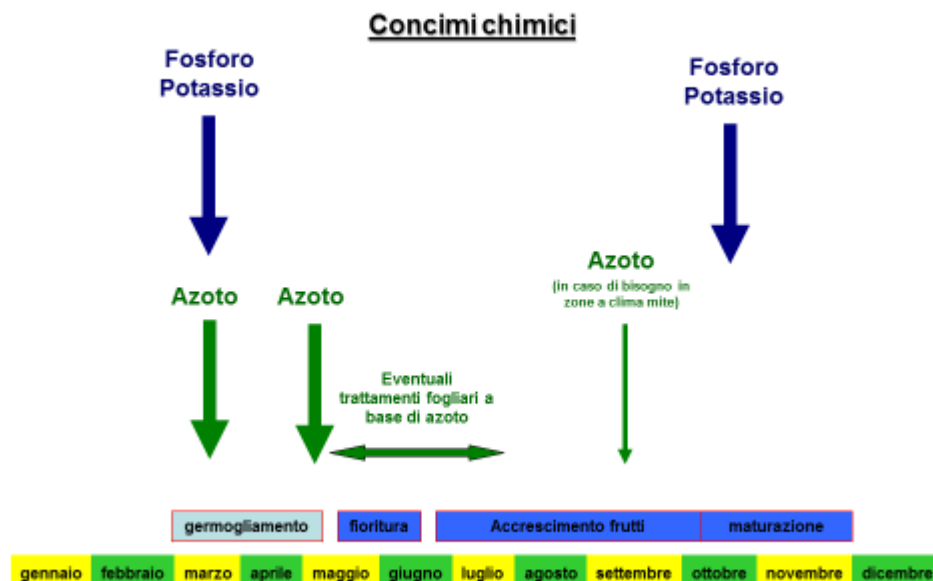 Concimi chimici
Fosforo
Potassio
Fosforo
Potassio
Azoto
(in caso di bisogno in
zone a clima mite)
Azoto
Azoto
Eventuali
trattamenti fogliari a
base di azoto
germogliamento
fioritura
Accrescimento frutti
maturazione
gennaio febbraio marzo aprile maggio giugno luglio agosto settembre ottobre novembre dicembre